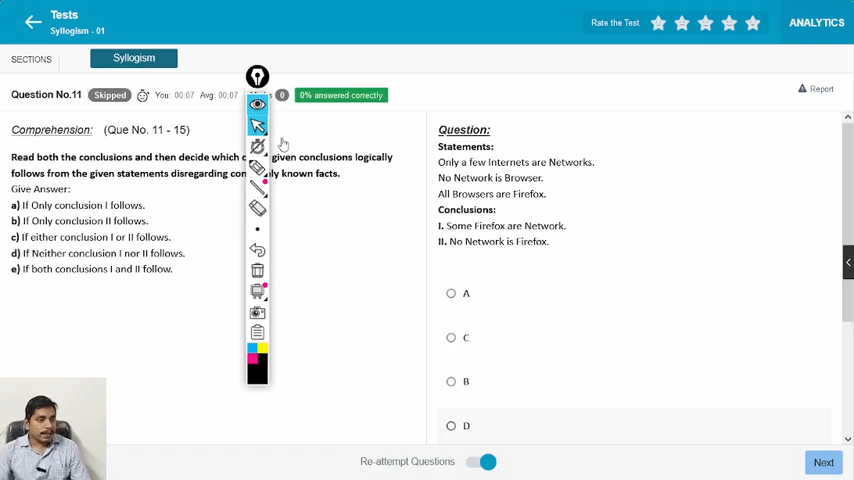 Tests
Syllogism - 01
Rate the Test
ANALYTICS
SECTIONS
Syllogism
Question No.11
Skipped
You: 00:07
Avg: 00:07
0
0% answered correctly
Report
Comprehension: (Que No. 11 - 15)
Read both the conclusions and then decide which given conclusions logically
follows from the given statements disregarding known facts.
Give Answer:
a) If Only conclusion I follows.
b) If Only conclusion II follows.
c) If either conclusion I or II follows.
d) If Neither conclusion I nor II follows.
e) If both conclusions I and II follow.
Question:
Statements:
Only a few Internets are Networks.
No Network is Browser.
All Browsers are Firefox.
Conclusions:
I. Some Firefox are Network.
II. No Network is Firefox.
A
C
B
D
Re-attempt Questions
Next